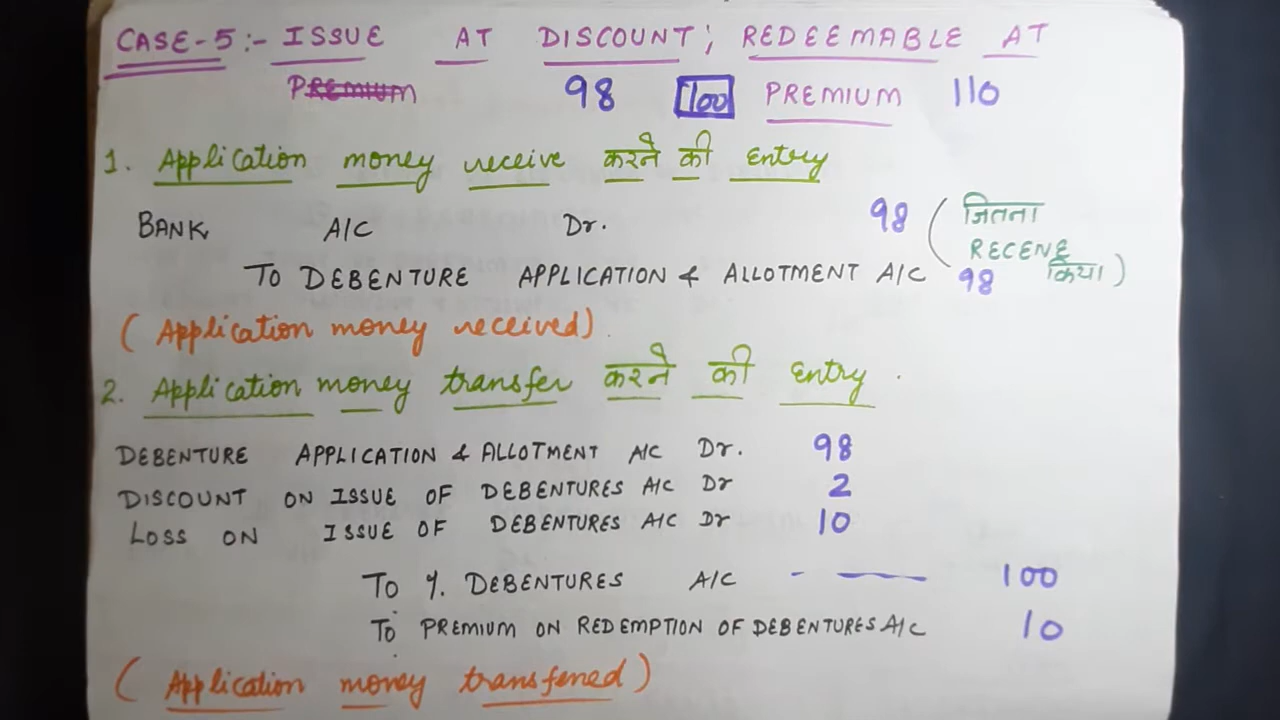 CASE-5:- ISSUE AT DISCOUNT; REDEEMABLE AT
PREMIUM 98 100 PREMIUM 110
1. Application money receive करने की Entry
BANK A/C Dr. 98 (जितना
RECEIVE
TO DEBENTURE APPLICATION & ALLOTMENT A/C 98 किया)
(Application money received).
2. Application money transfer करने की Entry
DEBENTURE APPLICATION & ALLOTMENT A/C Dr. 98
DISCOUNT ON ISSUE OF DEBENTURES A/C Dr 2
LOSS ON ISSUE OF DEBENTURES A/C Dr 10
TO %. DEBENTURES A/C - — 100
TO PREMIUM ON REDEMPTION OF DEBENTURES A/C 10
(Application money transferred)